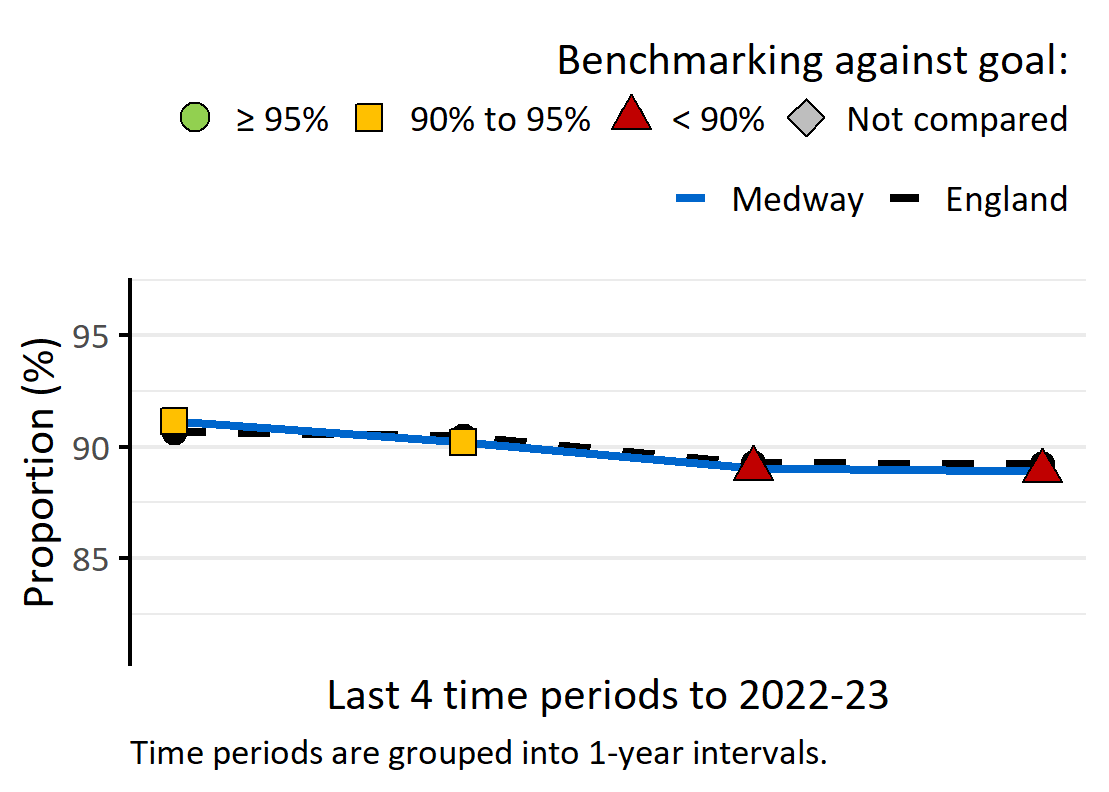 Benchmarking against goal:
≥ 95% 90% to 95% < 90% Not compared
Medway England
95
90
85
Proportion (%)
Last 4 time periods to 2022-23
Time periods are grouped into 1-year intervals.